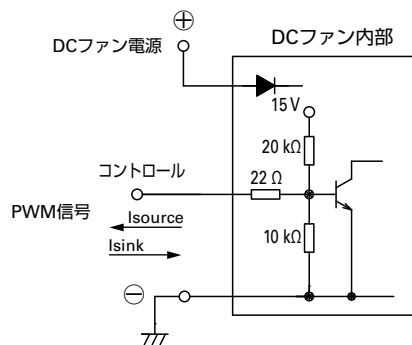 ⊕
DCファン電源
DCファン内部
15 V
20 kΩ
コントロール
22 Ω
PWM信号
Isource
Isink
10 kΩ
⊖